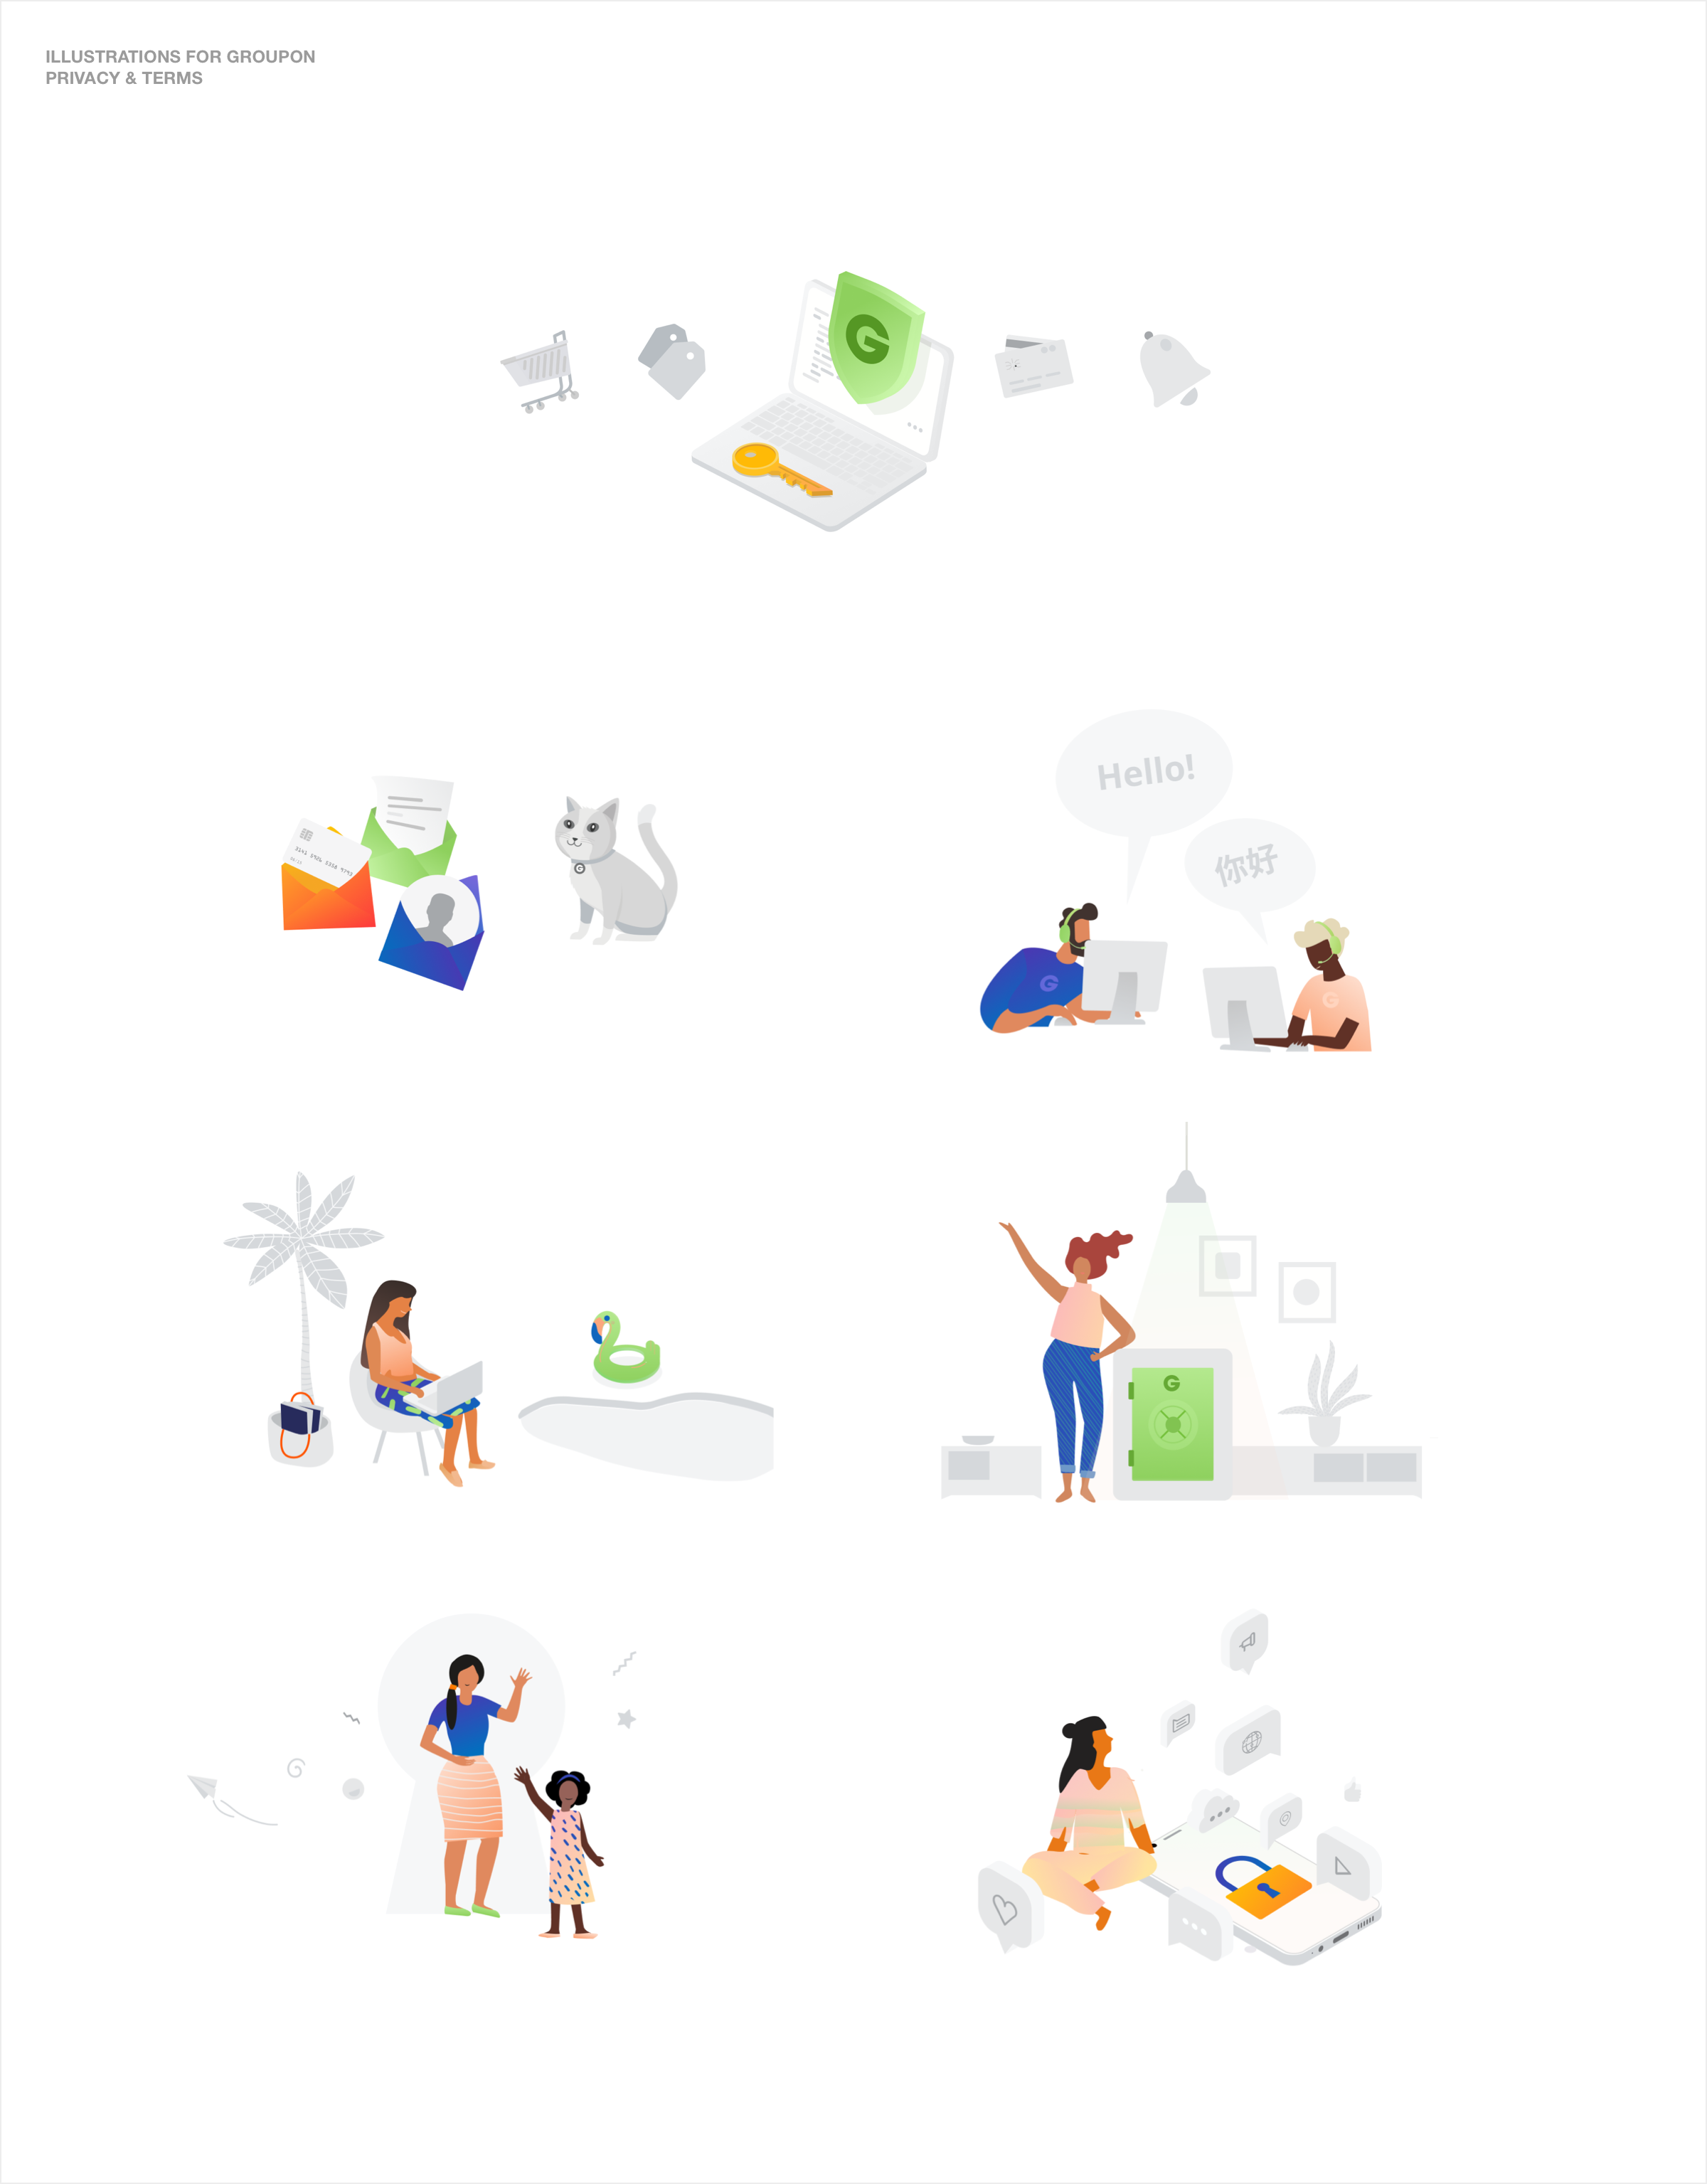 ILLUSTRATIONS FOR GROUPON
PRIVACY & TERMS
G
Hello!
你好
G
G
G